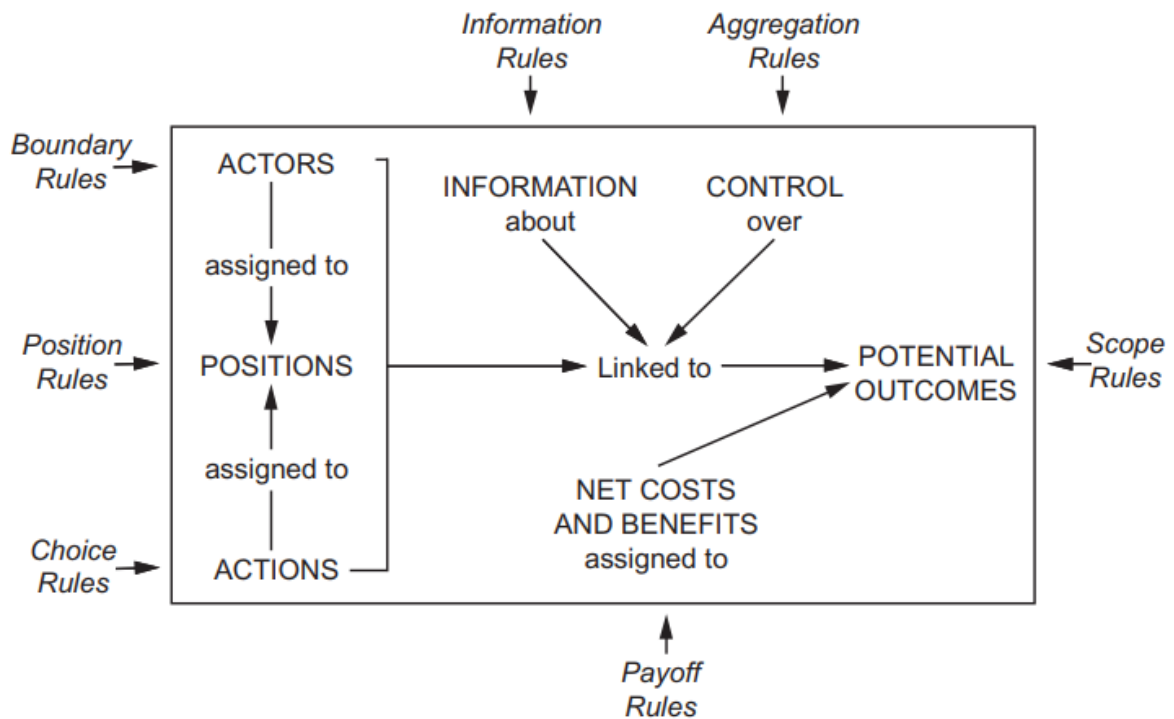 Information
Rules
Aggregation
Rules
Boundary
Rules
ACTORS
INFORMATION
about
CONTROL
over
assigned to
Position
Rules
POSITIONS
Linked to
POTENTIAL
OUTCOMES
Scope
Rules
assigned to
NET COSTS
AND BENEFITS
assigned to
Choice
Rules
ACTIONS
Payoff
Rules